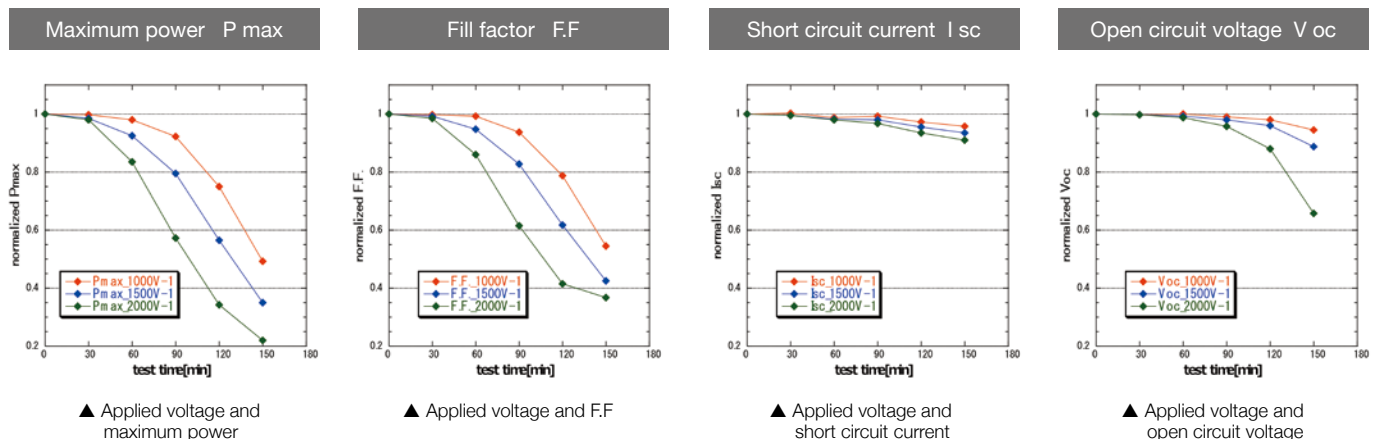 Maximum power P max
Fill factor F.F
Short circuit current I sc
Open circuit voltage V oc
normalized Pmax
1
0.8
0.6
0.4
0.2
Pmax_1000V-1
Pmax_1500V-1
Pmax_2000V-1
0 30 60 90 120 150 180
test time[min]
▲ Applied voltage and
maximum power
normalized F.F.
1
0.8
0.6
0.4
0.2
F.F._1000V-1
F.F._1500V-1
F.F._2000V-1
0 30 60 90 120 150 180
test time[min]
▲ Applied voltage and F.F
normalized Isc
1
0.8
0.6
0.4
0.2
Isc_1000V-1
Isc_1500V-1
Isc_2000V-1
0 30 60 90 120 150 180
test time[min]
▲ Applied voltage and
short circuit current
normalized Voc
1
0.8
0.6
0.4
0.2
Voc_1000V-1
Voc_1500V-1
Voc_2000V-1
0 30 60 90 120 150 180
test time[min]
▲ Applied voltage and
open circuit voltage